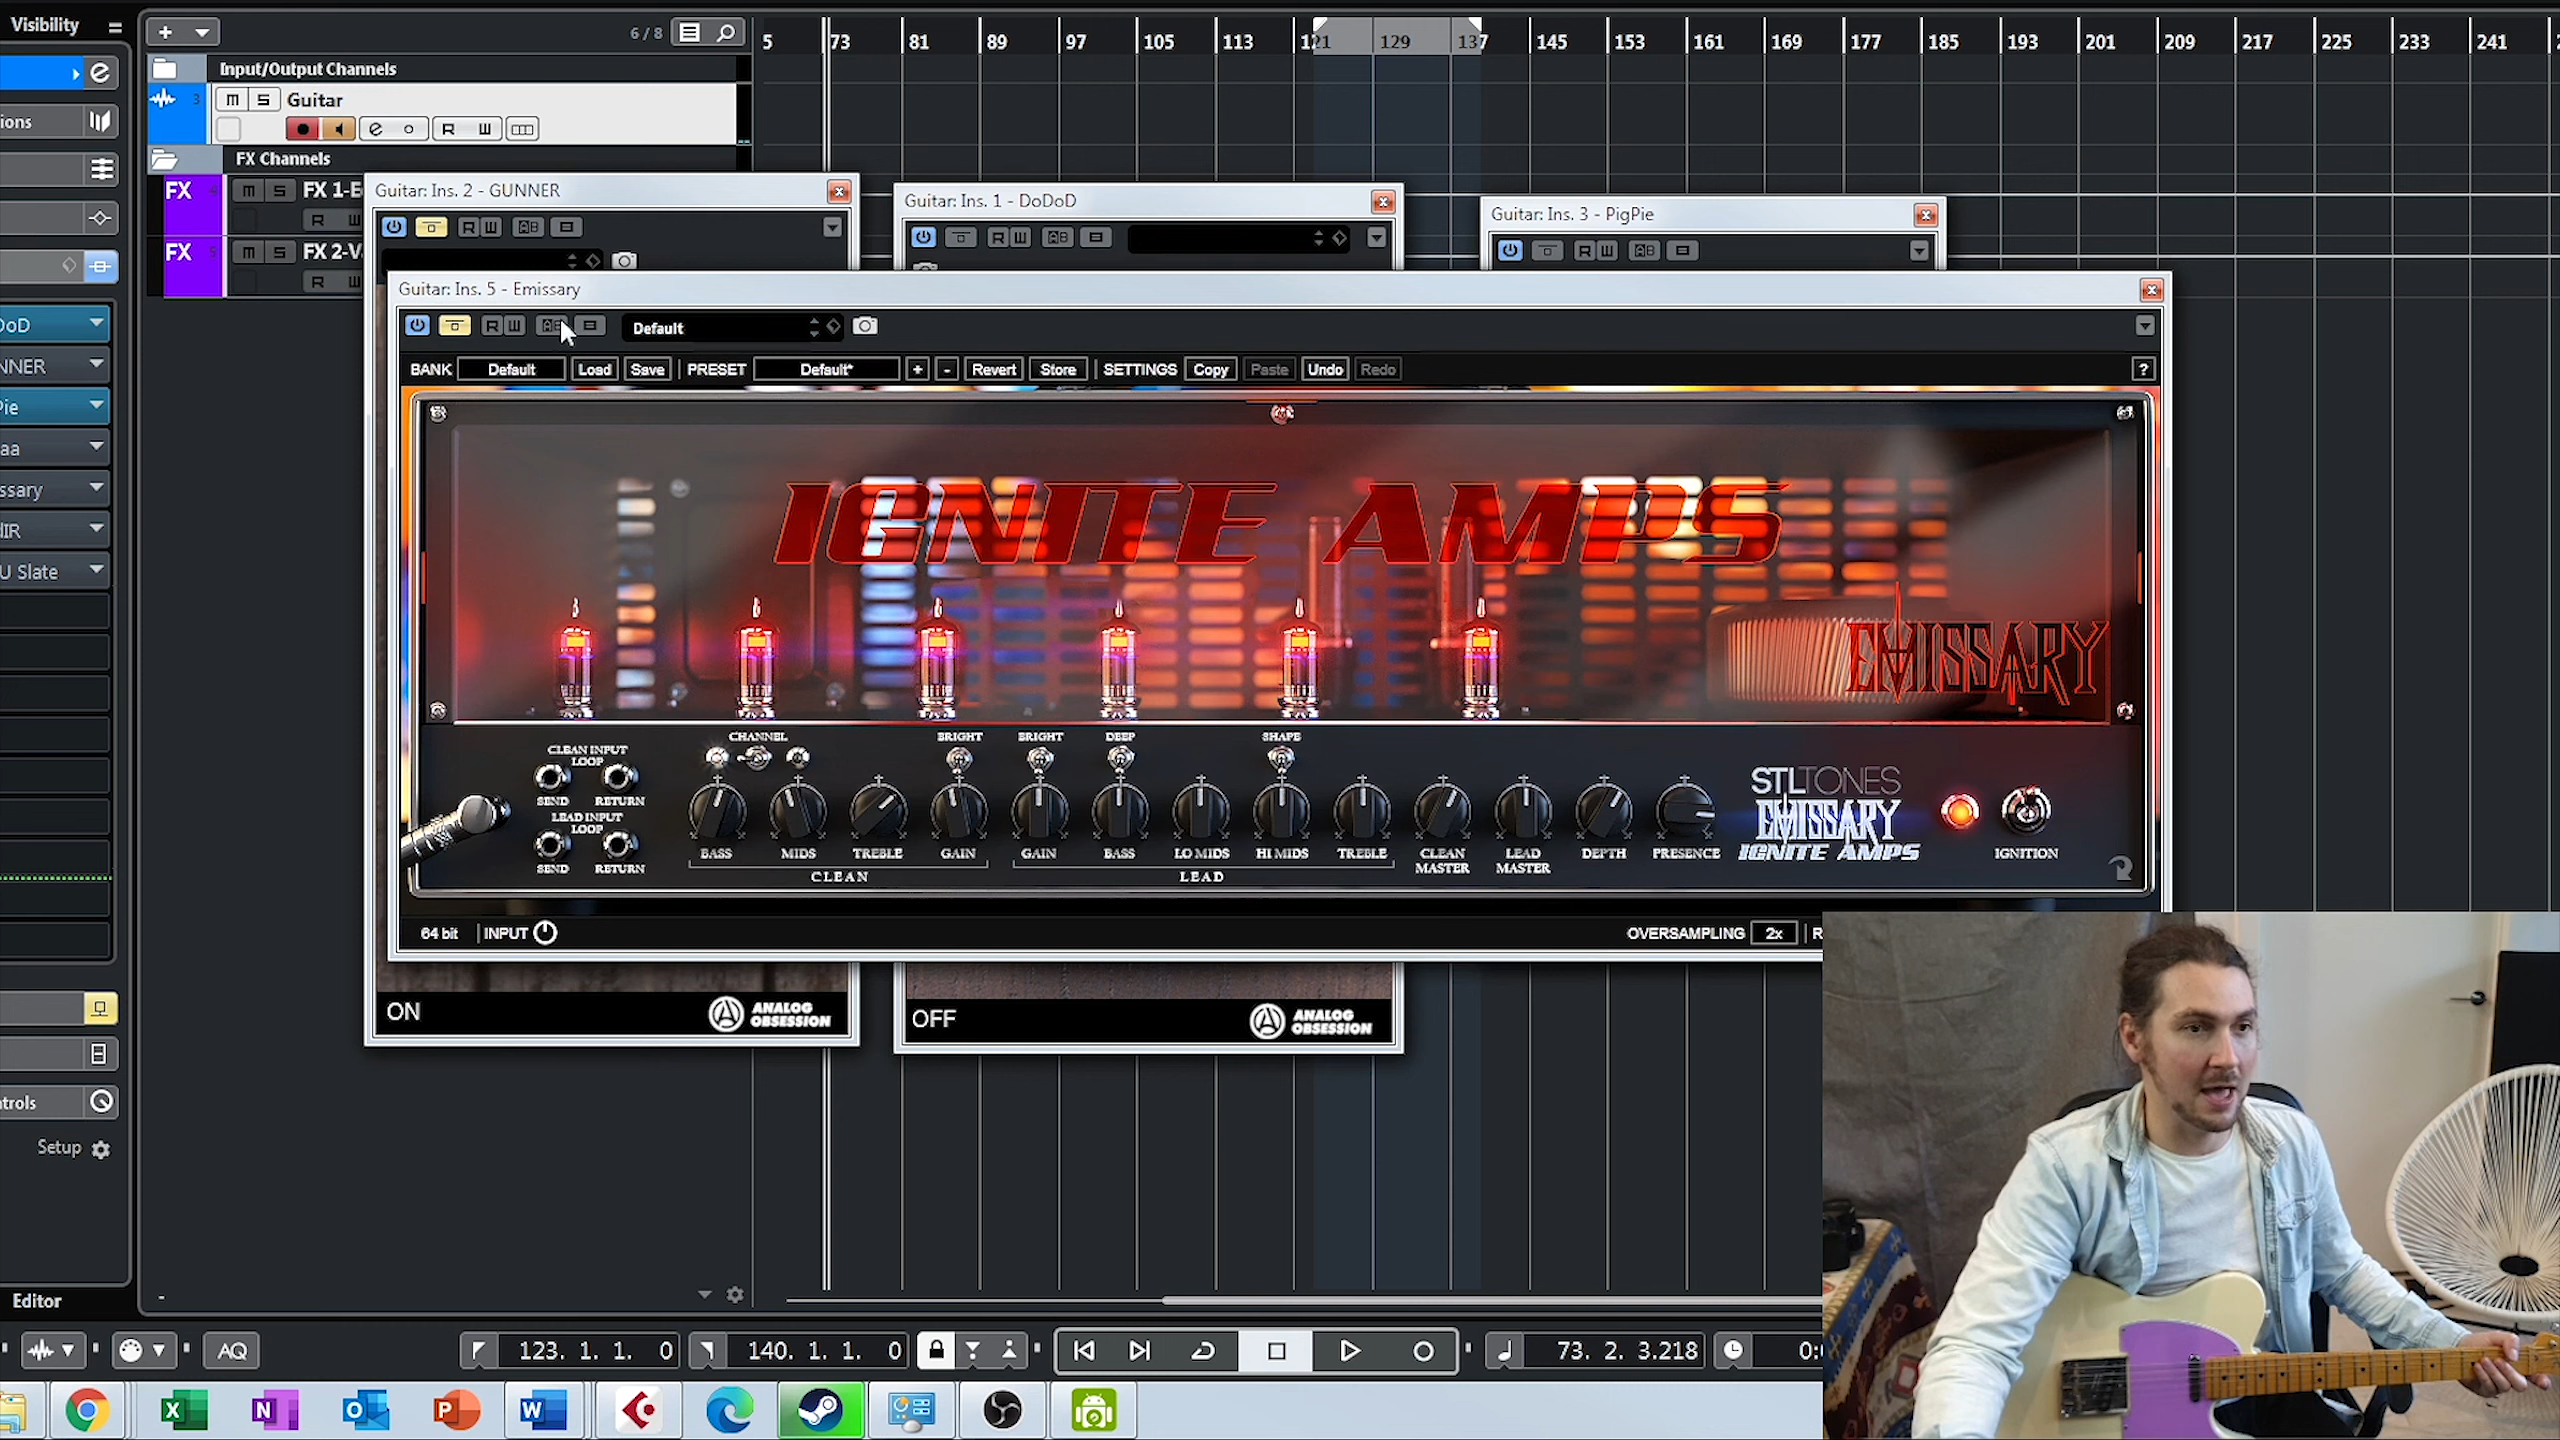 Visibility
6 / 8
5 73 81 89 97 105 113 121 129 137 145 153 161 169 177 185 193 201 209 217 225 233 241
Input/Output Channels
3 M S Guitar
e R W
ions
FX Channels
FX M S FX 1-E
R W
FX M S FX 2-V
R
Guitar: Ins. 2 - GUNNER
R W
Guitar: Ins. 1 - DoDoD
R W
Guitar: Ins. 3 - PigPie
R W
Guitar: Ins. 5 - Emissary
R W Default
BANK Default Load Save PRESET Default* + - Revert Store SETTINGS Copy Paste Undo Redo ?
DoD
NNER
Pie
aa
ssary
dIR
U Slate
IGNITE AMPS
EMISSARY
CLEAN INPUT
LOOP
SEND RETURN
LEAD INPUT
LOOP
SEND RETURN
CHANNEL BRIGHT BRIGHT DEEP SHAPE
BASS MIDS TREBLE GAIN GAIN BASS LO MIDS HI MIDS TREBLE CLEAN MASTER LEAD MASTER DEPTH PRESENCE
CLEAN LEAD
STLTONES
EMISSARY
IGNITE AMPS
IGNITION
64 bit INPUT OVERSAMPLING 2x R
ON ANALOG OBSESSION
OFF ANALOG OBSESSION
trols
Setup
Editor
AQ 123. 1. 1. 0 140. 1. 1. 0 73. 2. 3.218 0:
X N O P W